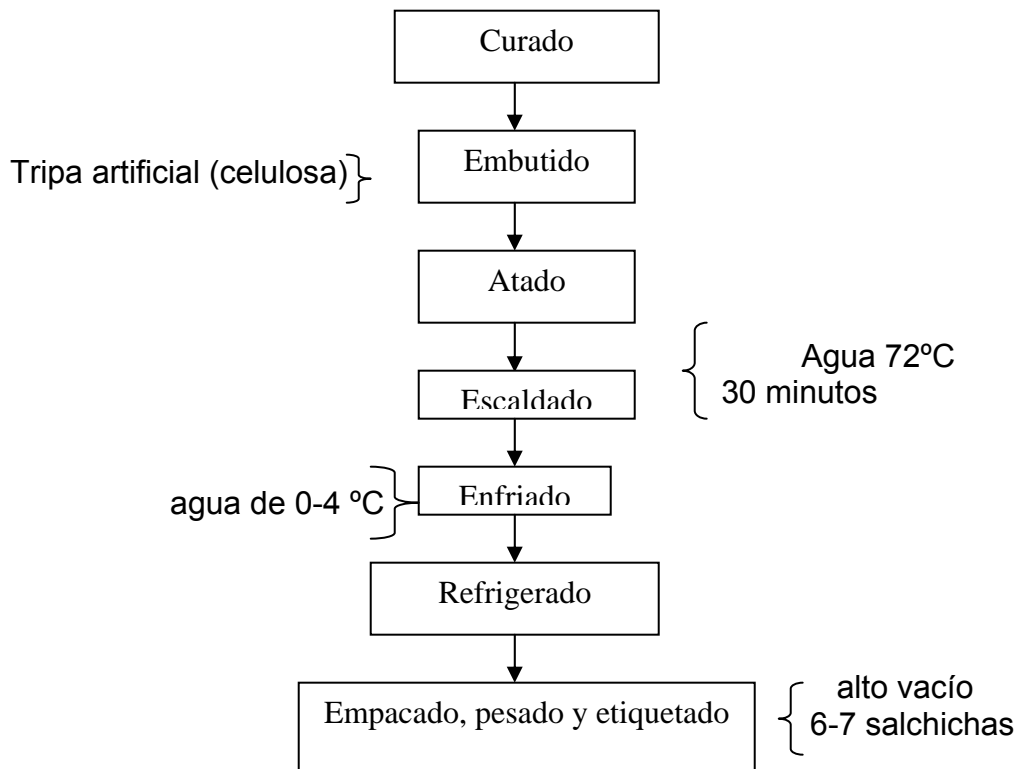 Curado
Tripa artificial (celulosa)
Embutido
Atado
Agua 72ºC
30 minutos
Escaldado
agua de 0-4 ºC
Enfriado
Refrigerado
Empacado, pesado y etiquetado
alto vacío
6-7 salchichas